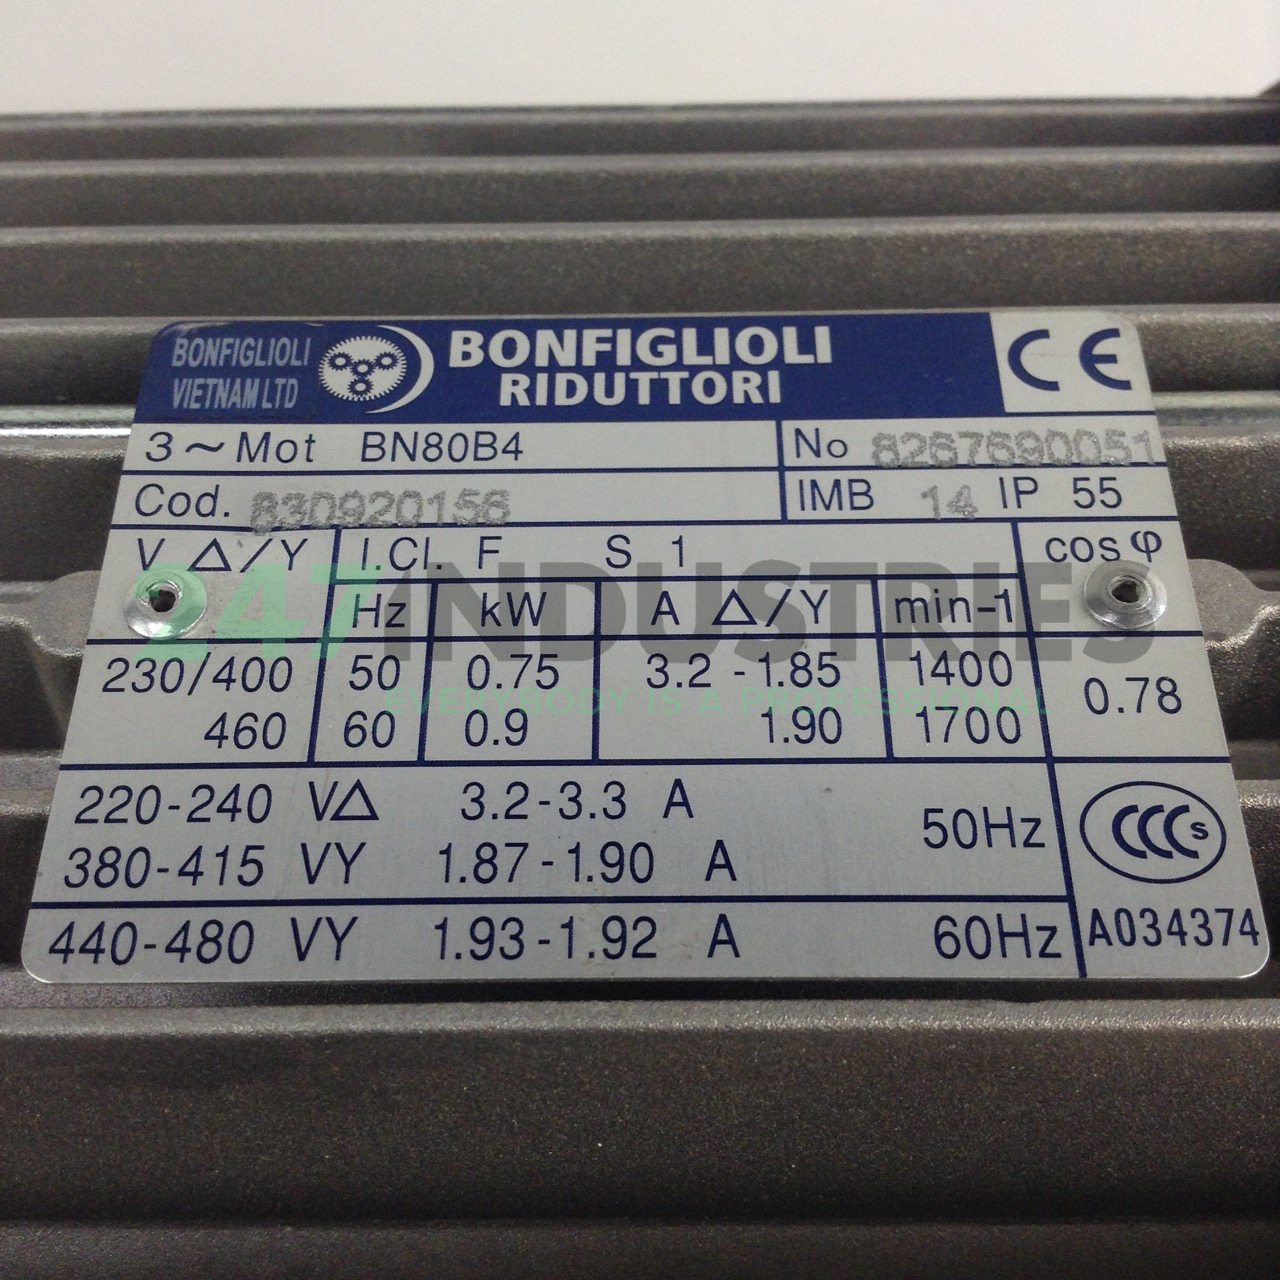 BONFIGLIOLI
VIETNAM LTD
BONFIGLIOLI
RIDUTTORI
CE
3~Mot BN80B4
No 8267690051
Cod. 830920156
IMB 14 IP 55
V △/Y I.Cl. F S 1 cos φ
Hz kW A △/Y min-1
230/400 50 0.75 3.2 -1.85 1400 0.78
460 60 0.9 1.90 1700
220-240 V△ 3.2-3.3 A 50Hz
380-415 VY 1.87-1.90 A
440-480 VY 1.93-1.92 A 60Hz
CCC S
A034374
247INDUSTRIES
EVERYBODY IS A PROFESSIONAL